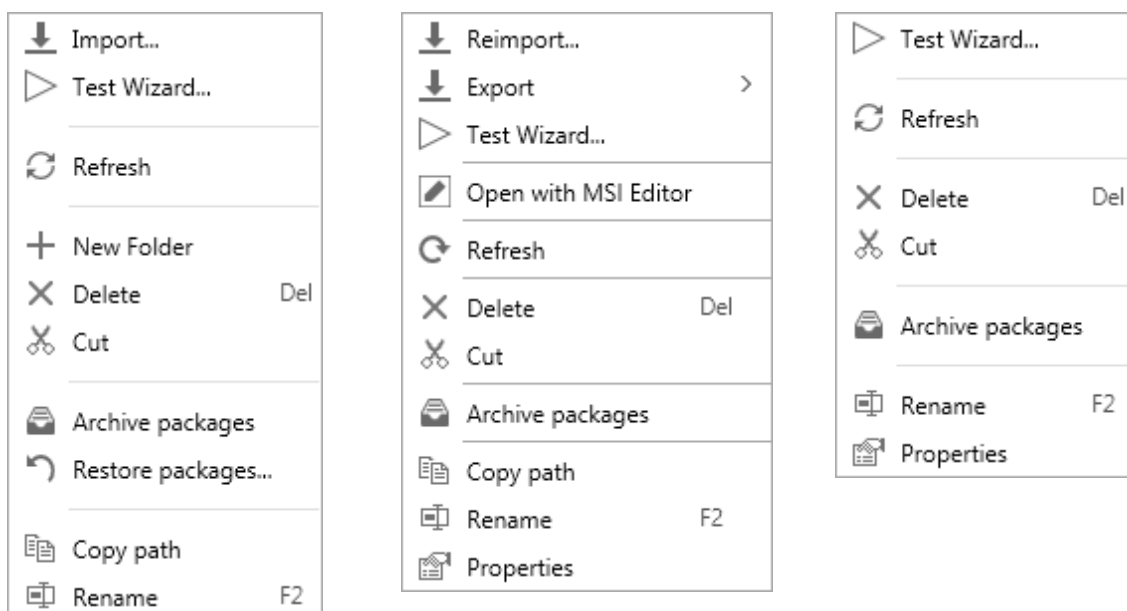 Import...
Test Wizard...
Refresh
New Folder
Delete Del
Cut
Archive packages
Restore packages...
Copy path
Rename F2
Reimport...
Export
Test Wizard...
Open with MSI Editor
Refresh
Delete Del
Cut
Archive packages
Copy path
Rename F2
Properties
Test Wizard...
Refresh
Delete Del
Cut
Archive packages
Rename F2
Properties